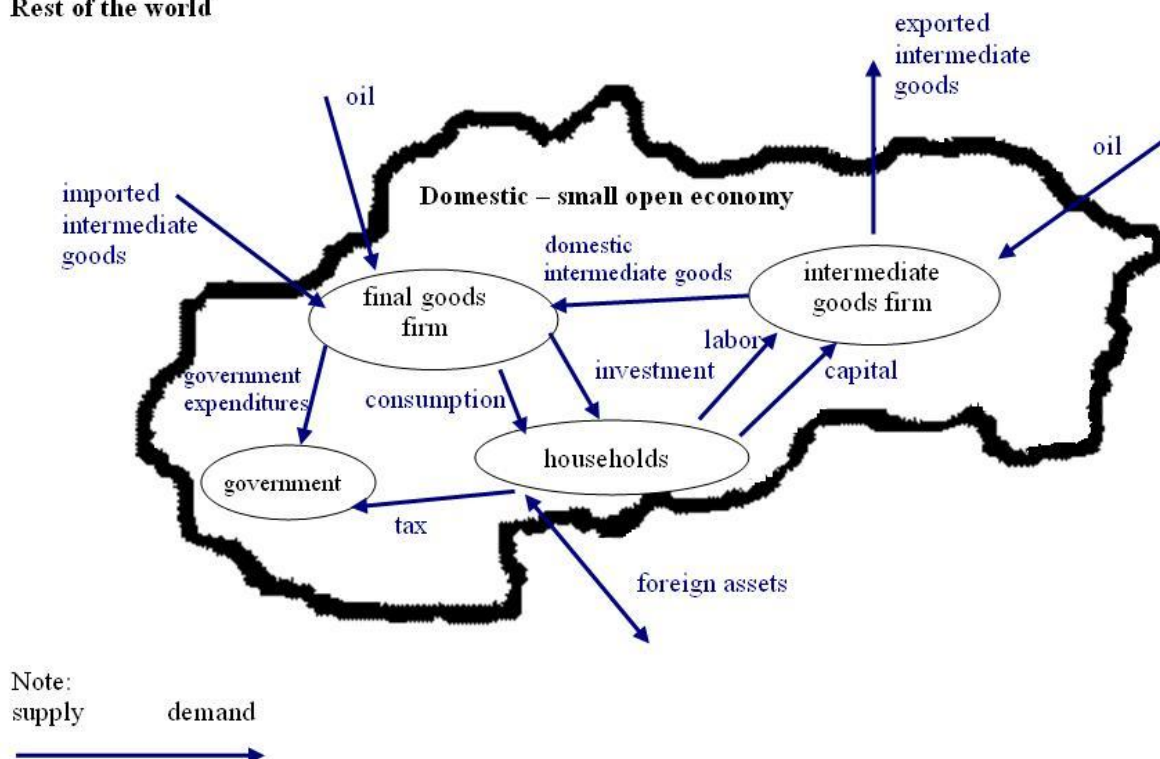 Rest of the world
exported
intermediate
goods
oil
oil
imported
intermediate
goods
Domestic – small open economy
domestic
intermediate goods
intermediate
goods firm
final goods
firm
labor
investment
capital
government
expenditures
consumption
households
government
tax
foreign assets
Note:
supply demand